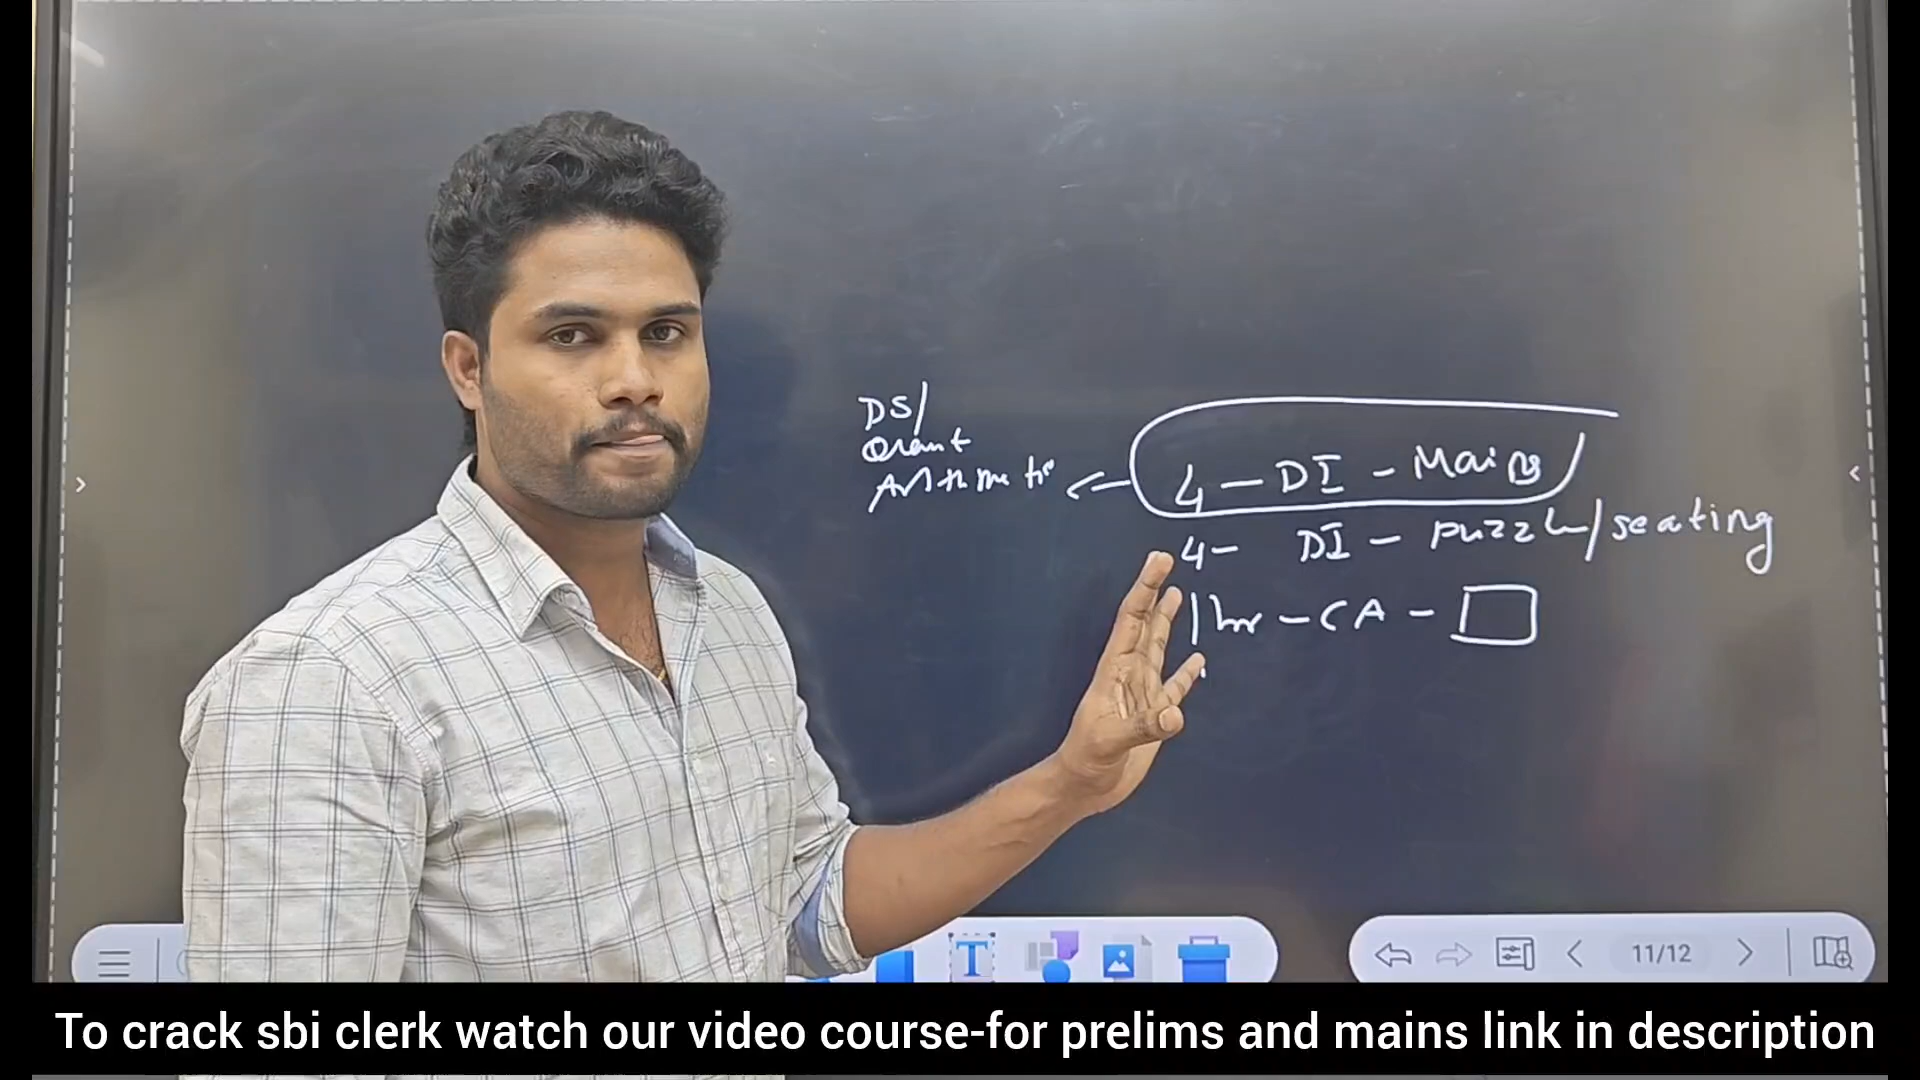 DS/
Quant
Arithmetic
4 - DI - Mains
4 - DI - Puzzle/seating
1hr - CA -
T
11/12
To crack sbi clerk watch our video course-for prelims and mains link in description